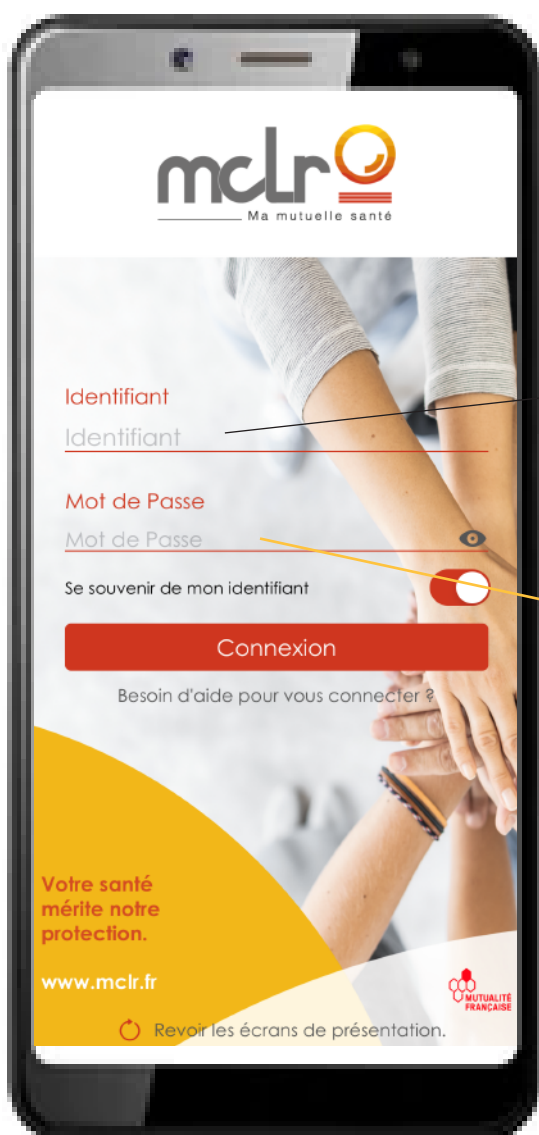 mclr
Ma mutuelle santé
Identifiant
Identifiant
Mot de Passe
Mot de Passe
Se souvenir de mon identifiant
Connexion
Besoin d'aide pour vous connecter ?
Votre santé
mérite notre
protection.
www.mclr.fr
MUTUALITÉ
FRANÇAISE
Revoir les écrans de présentation.